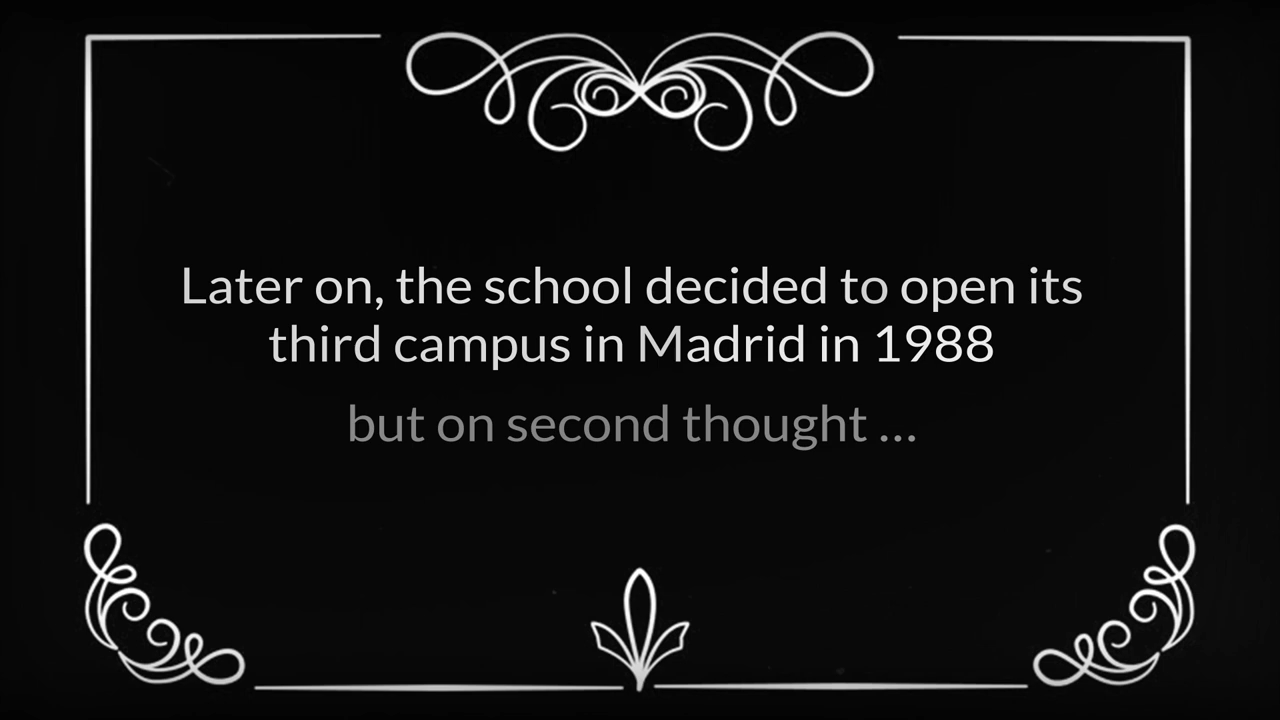 Later on, the school decided to open its
third campus in Madrid in 1988
but on second thought ...